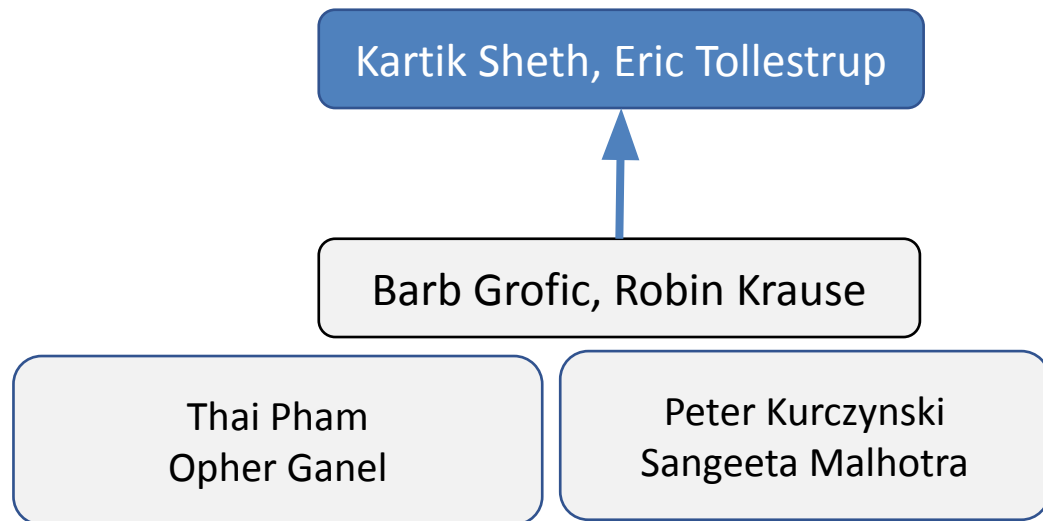 Kartik Sheth, Eric Tollestrup
Barb Grofic, Robin Krause
Thai Pham
Opher Ganel
Peter Kurczynski
Sangeeta Malhotra